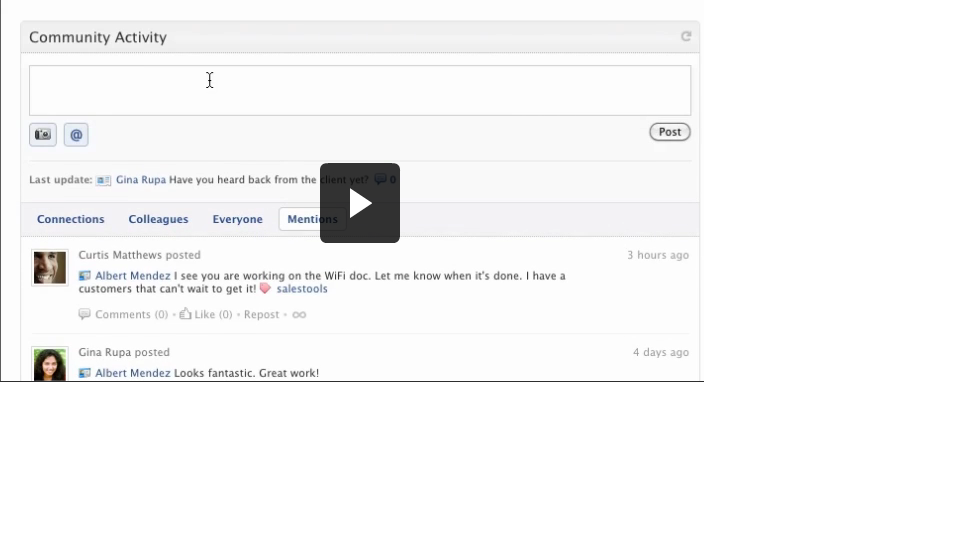 Community Activity
@
Post
Last update: Gina Rupa Have you heard back from the client yet? 0
Connections Colleagues Everyone Mentions
Curtis Matthews posted 3 hours ago
Albert Mendez I see you are working on the WiFi doc. Let me know when it's done. I have a
customers that can't wait to get it! salestools
Comments (0) • Like (0) • Repost •
Gina Rupa posted 4 days ago
Albert Mendez Looks fantastic. Great work!